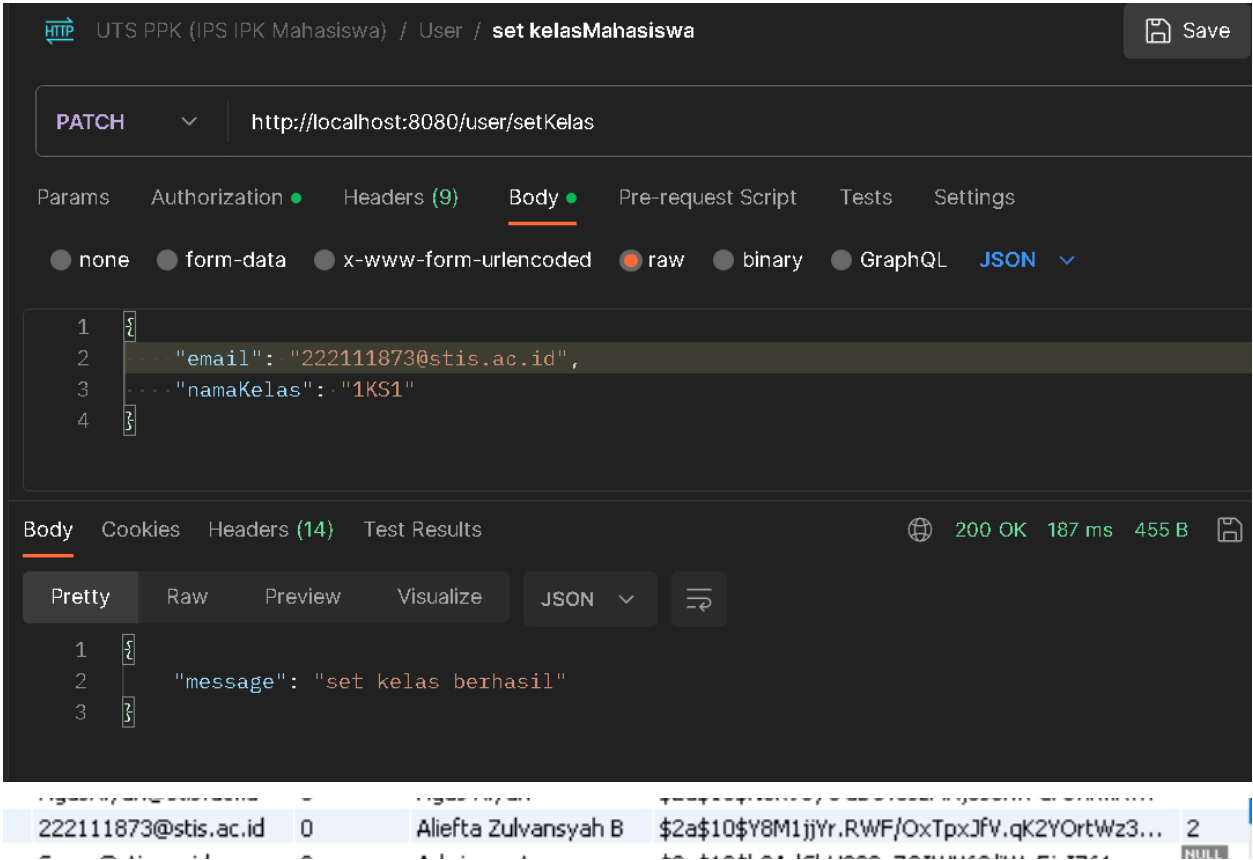 HTTP UTS PPK (IPS IPK Mahasiswa) / User / set kelasMahasiswa Save
PATCH http://localhost:8080/user/setKelas
Params Authorization Headers (9) Body Pre-request Script Tests Settings
none form-data x-www-form-urlencoded raw binary GraphQL JSON
1 {
2 "email": "222111873@stis.ac.id",
3 "namaKelas": "1KS1"
4 }
Body Cookies Headers (14) Test Results 200 OK 187 ms 455 B
Pretty Raw Preview Visualize JSON
1 {
2 "message": "set kelas berhasil"
3 }
222111873@stis.ac.id 0 Aliefta Zulvansyah B $2a$10$Y8M1jjYr.RWF/OxTpxJfV.qK2YOrtWz3... 2
NULL